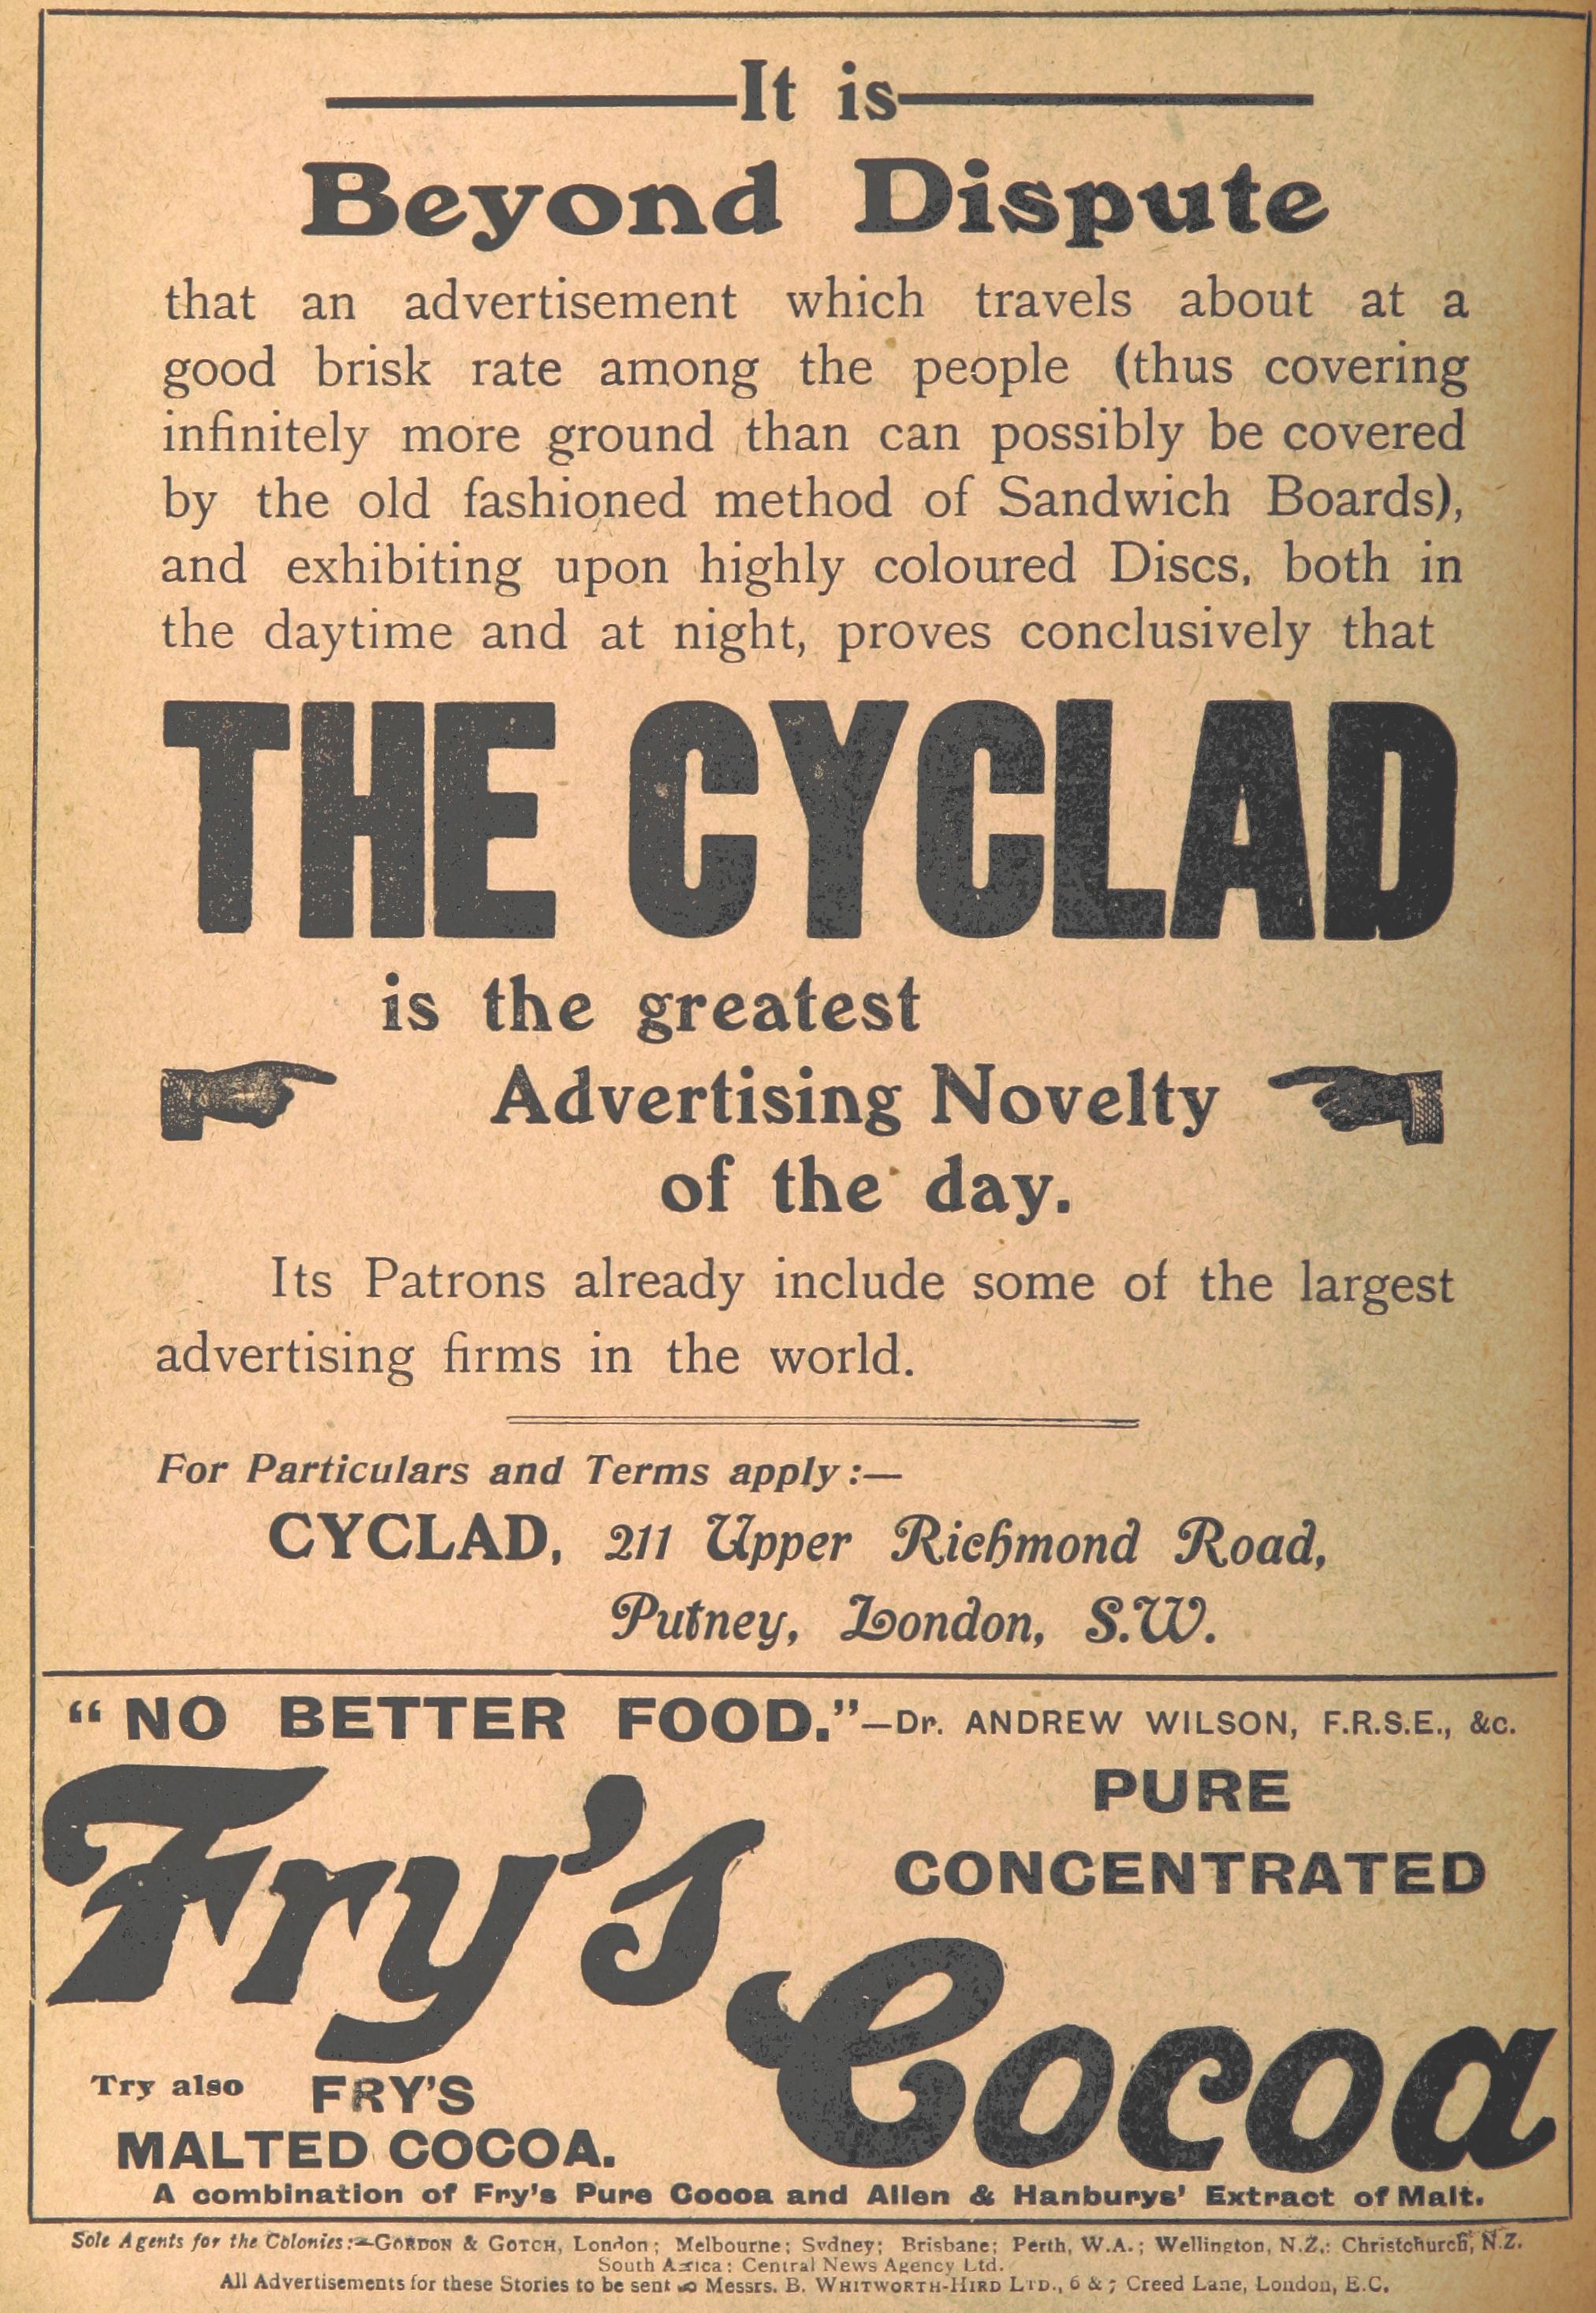 It is
Beyond Dispute
that an advertisement which travels about at a
good brisk rate among the people (thus covering
infinitely more ground than can possibly be covered
by the old fashioned method of Sandwich Boards),
and exhibiting upon highly coloured Discs, both in
the daytime and at night, proves conclusively that
THE CYCLAD
is the greatest
Advertising Novelty
of the day.
Its Patrons already include some of the largest
advertising firms in the world.
For Particulars and Terms apply:—
CYCLAD, 211 Upper Richmond Road,
Putney, London, S.W.
"NO BETTER FOOD."—Dr. ANDREW WILSON, F.R.S.E., &c.
Fry's
PURE
CONCENTRATED
Cocoa
Try also FRY'S
MALTED COCOA.
A combination of Fry's Pure Cocoa and Allen & Hanburys' Extract of Malt.
Sole Agents for the Colonies:—GORDON & GOTCH, London; Melbourne; Sydney; Brisbane; Perth, W.A.; Wellington, N.Z.; Christchurch, N.Z.
South Africa: Central News Agency Ltd.
All Advertisements for these Stories to be sent to Messrs. B. WHITWORTH-HIRD LTD., 6 & 7 Creed Lane, London, E.C.